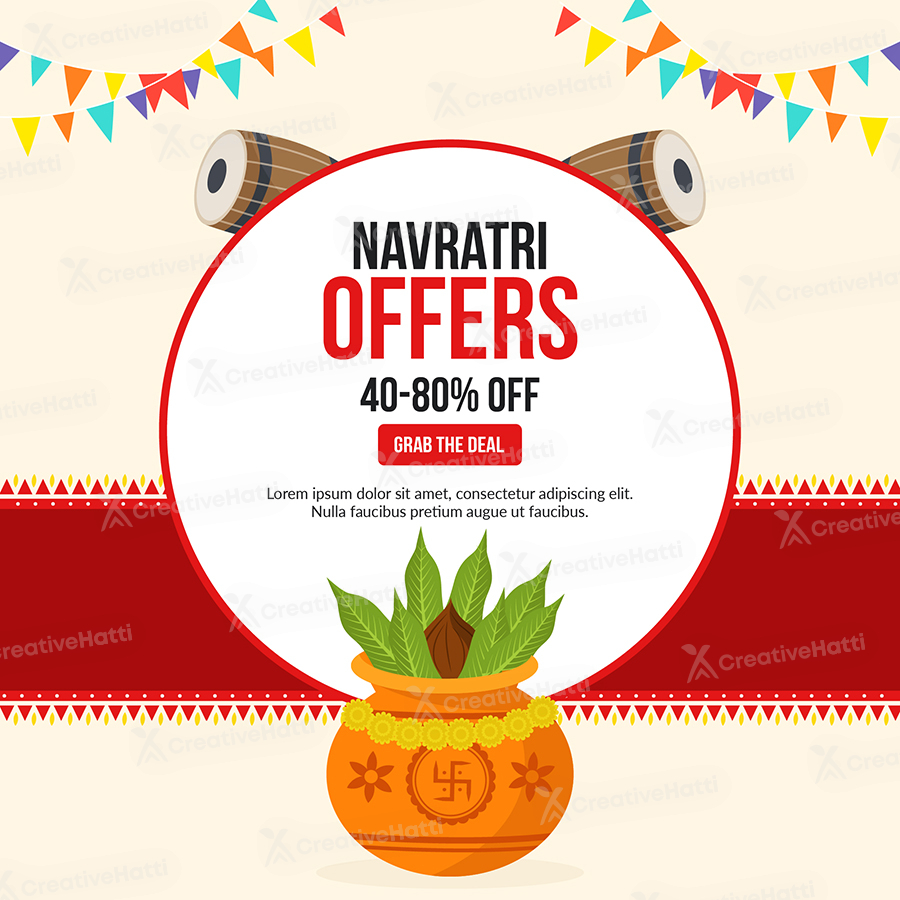 NAVRATRI
OFFERS
40-80% OFF
GRAB THE DEAL
Lorem ipsum dolor sit amet, consectetur adipiscing elit.
Nulla faucibus pretium augue ut faucibus.
CreativeHatti